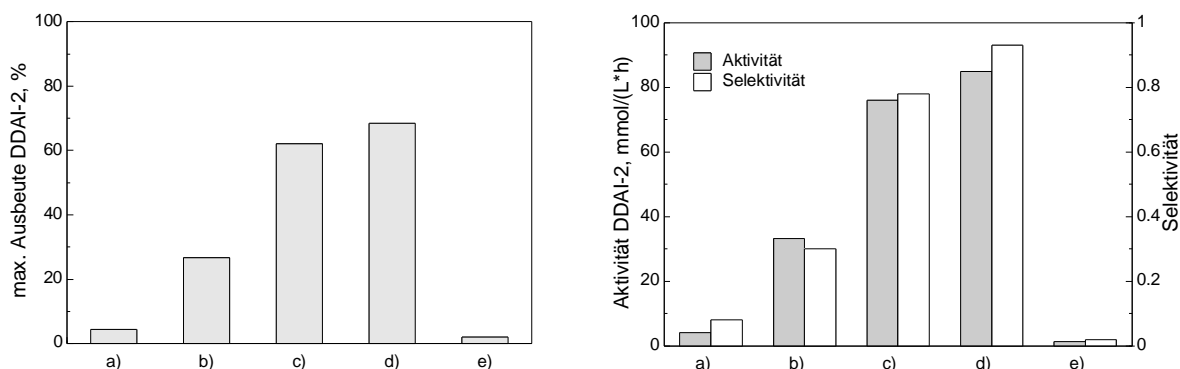 max. Ausbeute DDAI-2, %
100
80
60
40
20
0
a) b) c) d) e)
Aktivität DDAI-2, mmol/(L*h)
100
80
60
40
20
0
Aktivität
Selektivität
a) b) c) d) e)
1
0.8
0.6
0.4
0.2
0
Selektivität